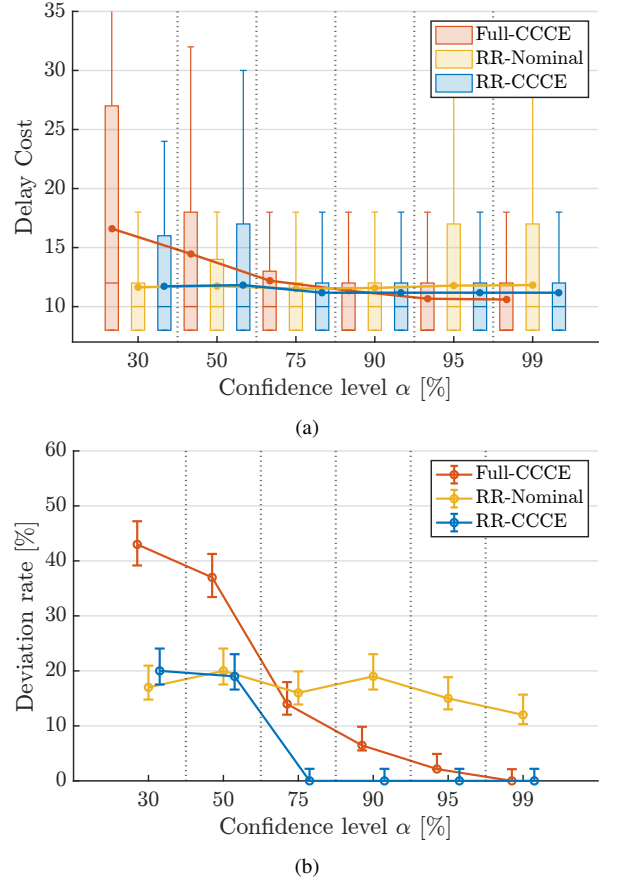 35
30
25
20
15
10
Delay Cost
Full-CCCE
RR-Nominal
RR-CCCE
30 50 75 90 95 99
Confidence level α [%]
(a)
60
50
40
30
20
10
0
Deviation rate [%]
Full-CCCE
RR-Nominal
RR-CCCE
30 50 75 90 95 99
Confidence level α [%]
(b)